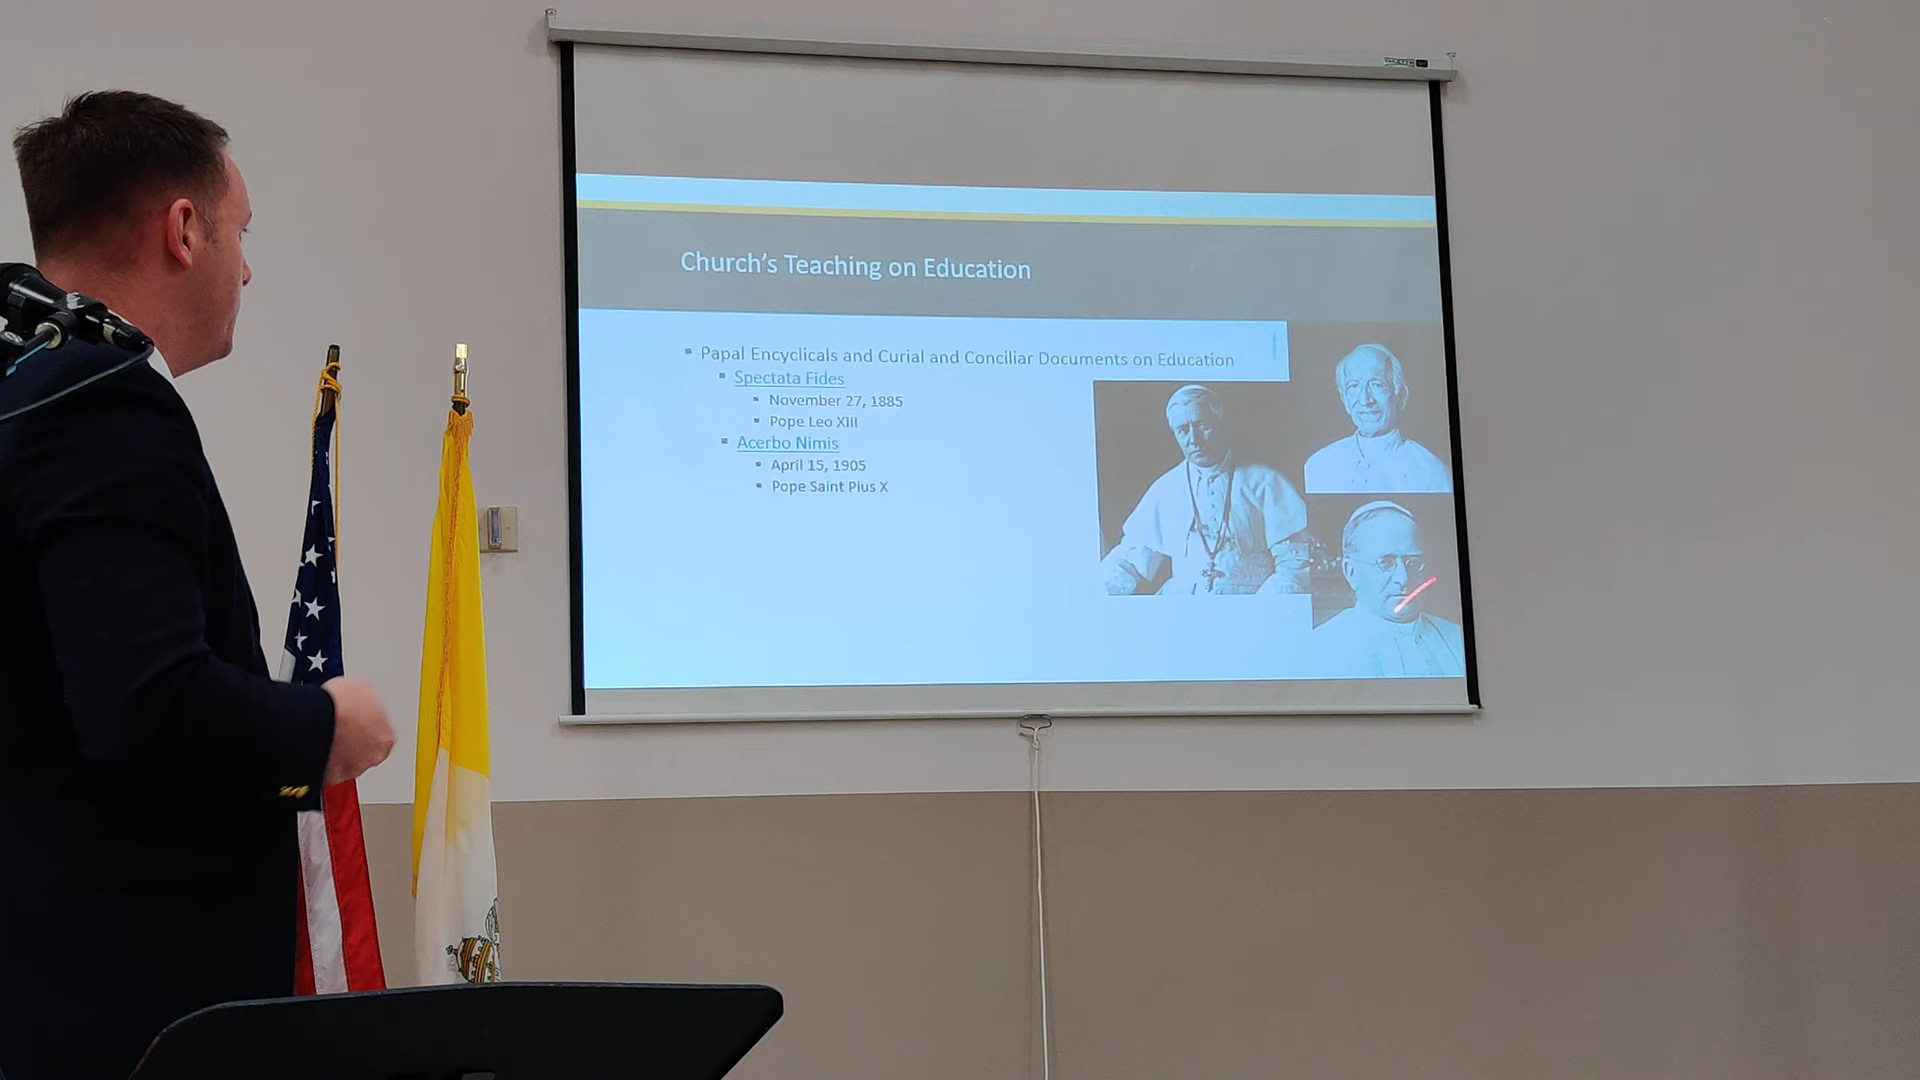 Church's Teaching on Education
Papal Encyclicals and Curial and Conciliar Documents on Education
Spectata Fides
November 27, 1885
Pope Leo XIII
Acerbo Nimis
April 15, 1905
Pope Saint Pius X